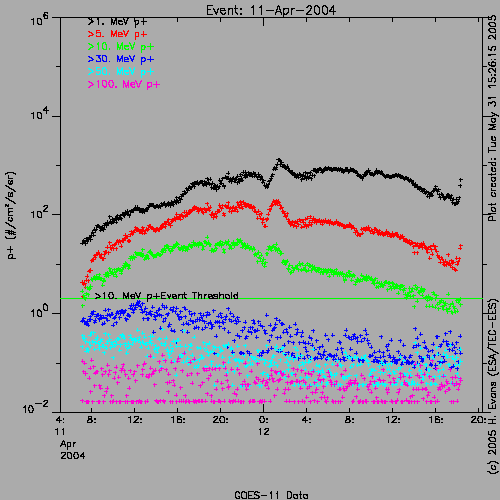 Event: 11-Apr-2004
10^6
>1. MeV p+
>5. MeV p+
>10. MeV p+
>30. MeV p+
>50. MeV p+
>100. MeV p+
10^4
10^2
10^0
10^-2
p+ (#/cm²/s/sr)
>10. MeV p+Event Threshold
4: 8: 12: 16: 20: 0: 4: 8: 12: 16: 20:
11 12
Apr
2004
GOES-11 Data
Plot created: Tue May 31 15:26:15 2005
(c) 2005 H. Evans (ESA/TEC-EES)